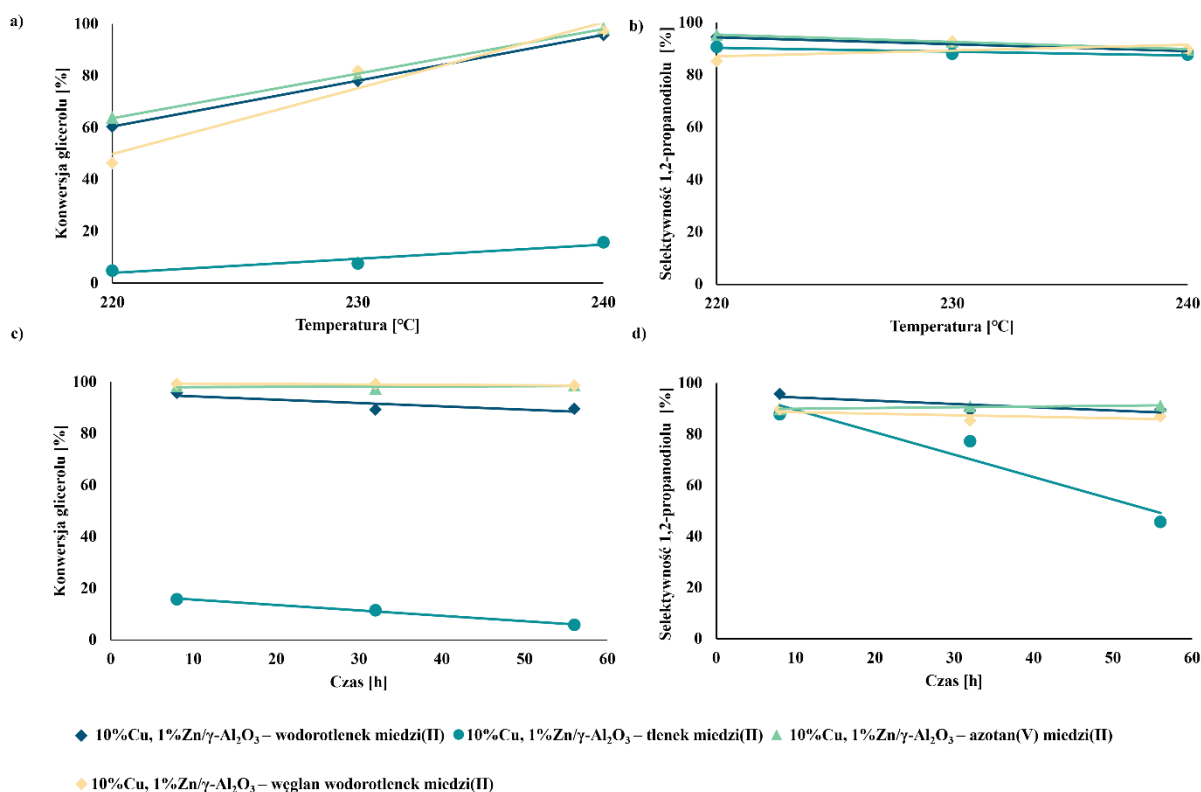 a)
Konwersja glicerolu [%]
100
80
60
40
20
0
220
230
240
Temperatura [°C]
b)
Selektywność 1,2-propanodiolu [%]
100
80
60
40
20
0
220
230
240
Temperatura [°C]
c)
Konwersja glicerolu [%]
100
80
60
40
20
0
0
10
20
30
40
50
60
Czas [h]
d)
Selektywność 1,2-propanodiolu [%]
100
80
60
40
20
0
0
10
20
30
40
50
60
Czas [h]
10%Cu, 1%Zn/γ-Al₂O₃ – wodorotlenek miedzi(II)
10%Cu, 1%Zn/γ-Al₂O₃ – tlenek miedzi(II)
10%Cu, 1%Zn/γ-Al₂O₃ – azotan(V) miedzi(II)
10%Cu, 1%Zn/γ-Al₂O₃ – węglan wodorotlenek miedzi(II)